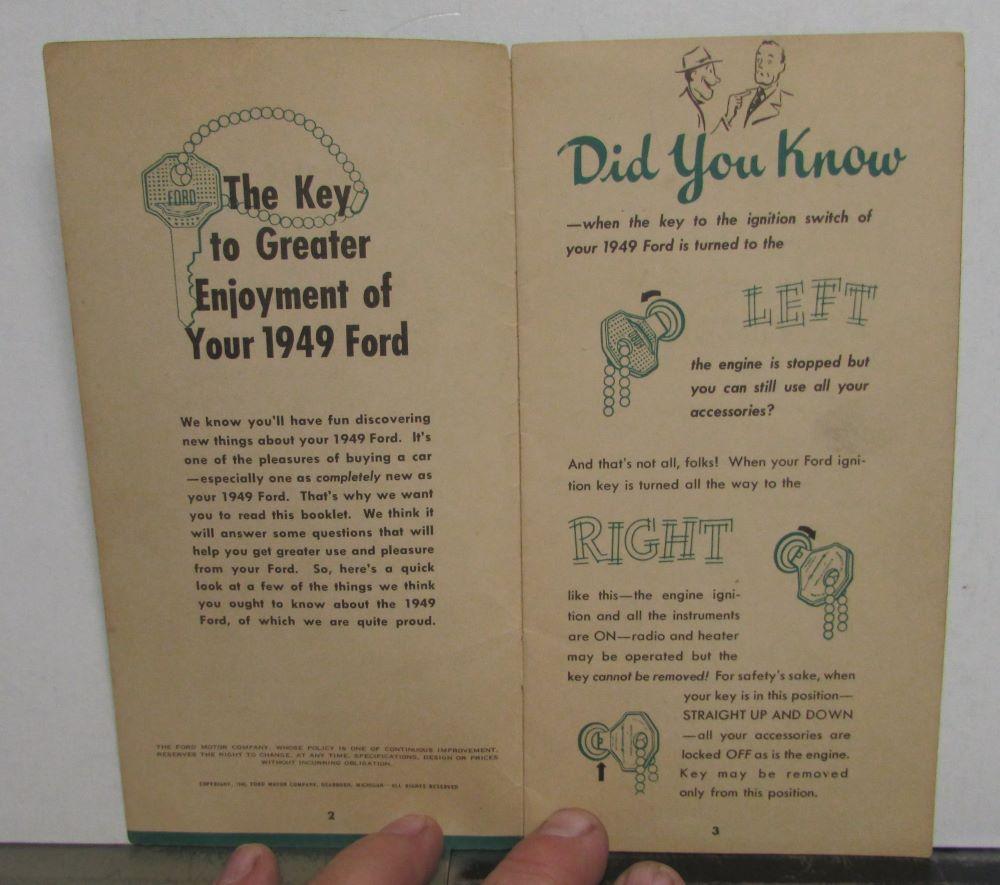 FORD
The Key
to Greater
Enjoyment of
Your 1949 Ford
We know you'll have fun discovering
new things about your 1949 Ford. It's
one of the pleasures of buying a car
—especially one as completely new as
your 1949 Ford. That's why we want
you to read this booklet. We think it
will answer some questions that will
help you get greater use and pleasure
from your Ford. So, here's a quick
look at a few of the things we think
you ought to know about the 1949
Ford, of which we are quite proud.
THE FORD MOTOR COMPANY, WHOSE POLICY IS ONE OF CONTINUOUS IMPROVEMENT,
RESERVES THE RIGHT TO CHANGE, AT ANY TIME, SPECIFICATIONS, DESIGN OR PRICES
WITHOUT INCURRING OBLIGATION.
COPYRIGHT, FORD MOTOR COMPANY, DEARBORN, MICHIGAN—ALL RIGHTS RESERVED
2
Did You Know
—when the key to the ignition switch of
your 1949 Ford is turned to the
LEFT
the engine is stopped but
you can still use all your
accessories?
And that's not all, folks! When your Ford igni-
tion key is turned all the way to the
RIGHT
like this—the engine igni-
tion and all the instruments
are ON—radio and heater
may be operated but the
key cannot be removed! For safety's sake, when
your key is in this position—
STRAIGHT UP AND DOWN
—all your accessories are
locked OFF as is the engine.
Key may be removed
only from this position.
3